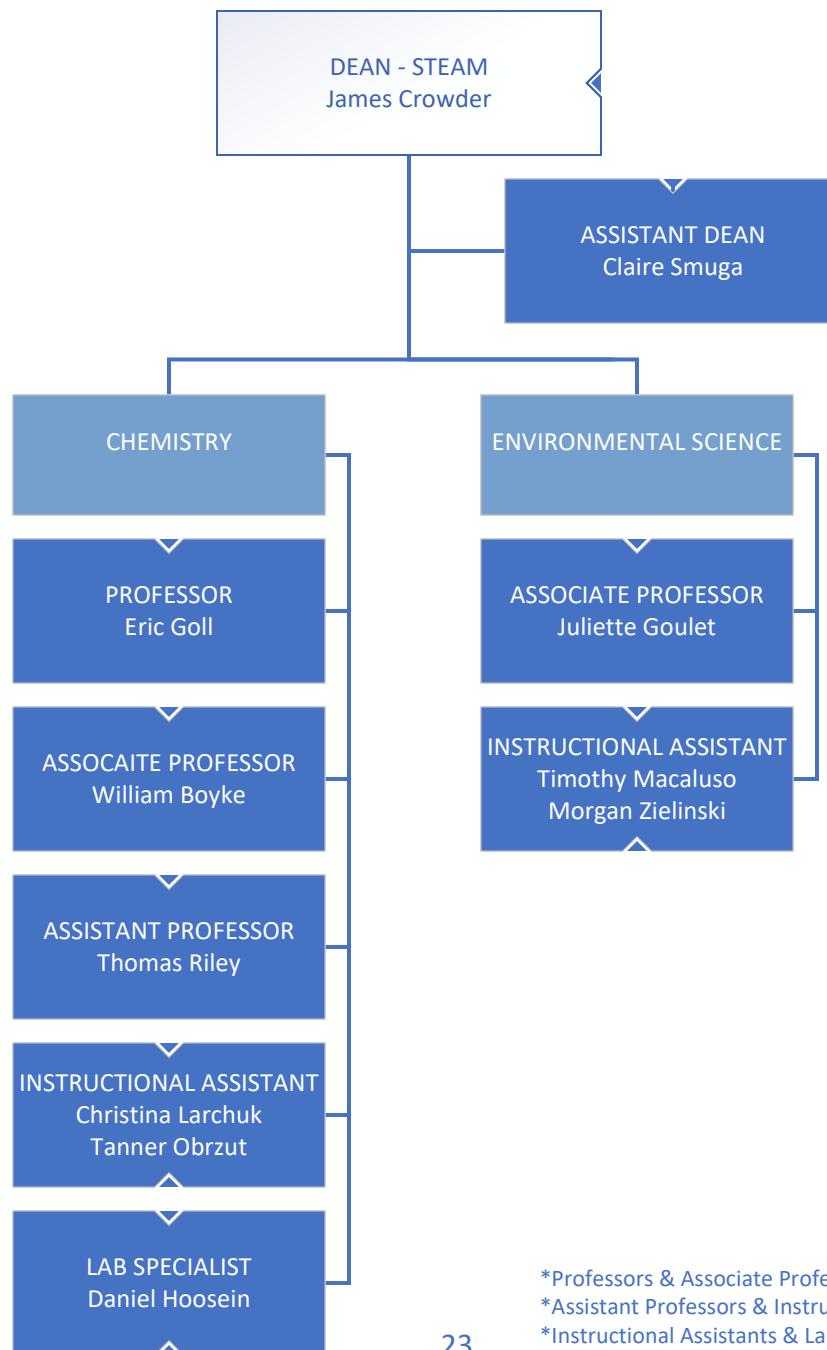 DEAN - STEAM
James Crowder
ASSISTANT DEAN
Claire Smuga
CHEMISTRY
PROFESSOR
Eric Goll
ASSOCAITE PROFESSOR
William Boyke
ASSISTANT PROFESSOR
Thomas Riley
INSTRUCTIONAL ASSISTANT
Christina Larchuk
Tanner Obrzut
LAB SPECIALIST
Daniel Hoosein
ENVIRONMENTAL SCIENCE
ASSOCIATE PROFESSOR
Juliette Goulet
INSTRUCTIONAL ASSISTANT
Timothy Macaluso
Morgan Zielinski
*Professors & Associate
*Assistant Professors &
*Instructional Assistants &
23